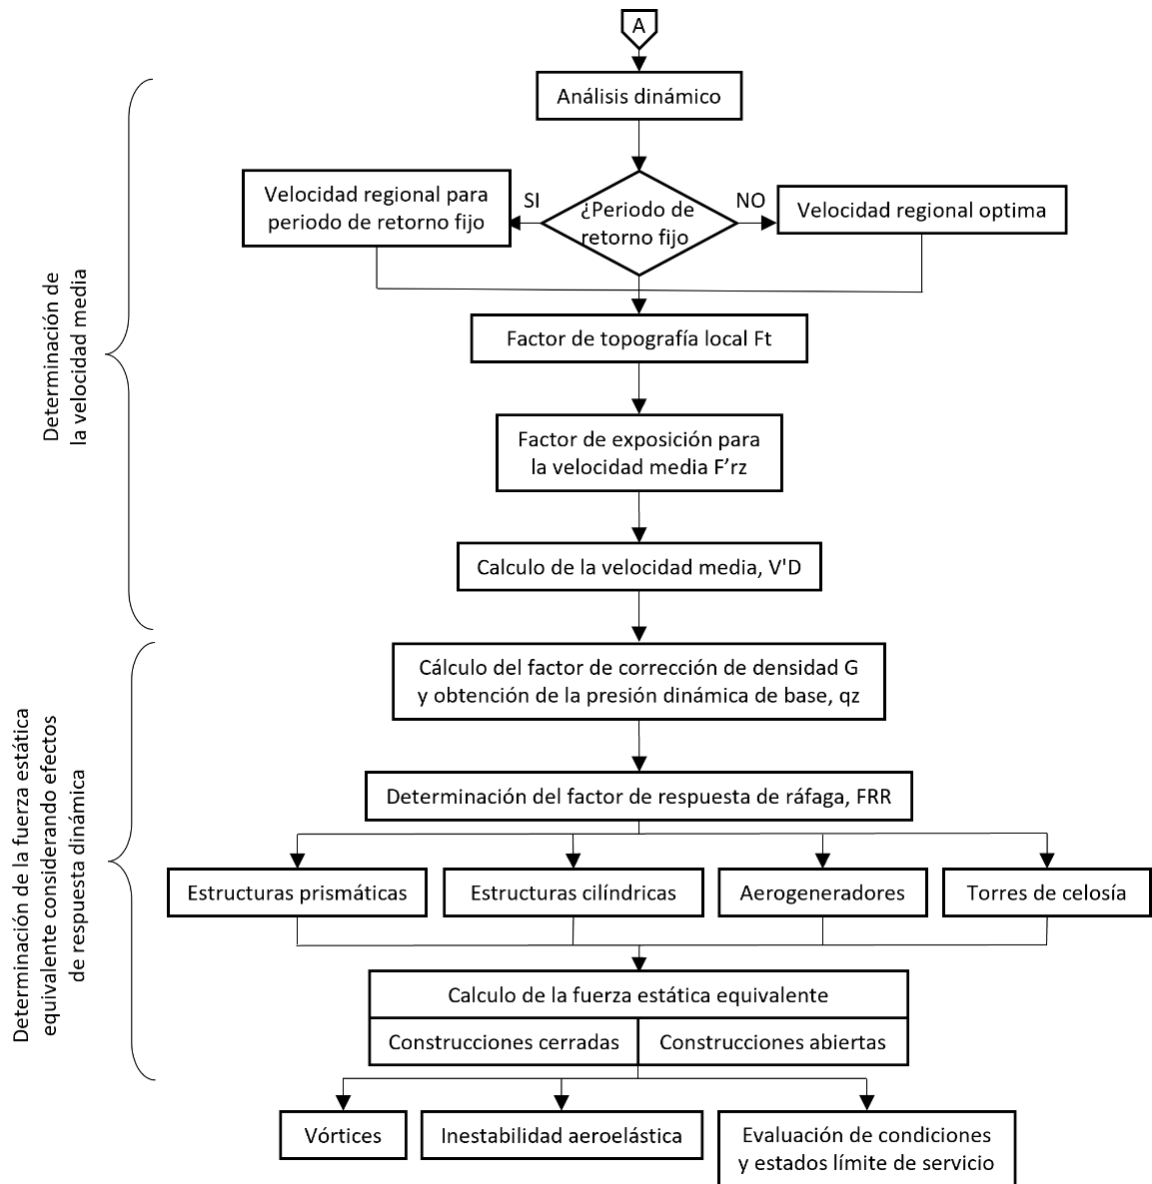 A
Análisis dinámico
Velocidad regional para
periodo de retorno fijo
SI
¿Periodo de
retorno fijo
NO
Velocidad regional optima
Determinación de
la velocidad media
Factor de topografía local Ft
Factor de exposición para
la velocidad media F’rz
Calculo de la velocidad media, V'D
Determinación de la fuerza estática
equivalente considerando efectos
de respuesta dinámica
Cálculo del factor de corrección de densidad G
y obtención de la presión dinámica de base, qz
Determinación del factor de respuesta de ráfaga, FRR
Estructuras prismáticas
Estructuras cilíndricas
Aerogeneradores
Torres de celosía
Calculo de la fuerza estática equivalente
Construcciones cerradas
Construcciones abiertas
Vórtices
Inestabilidad aeroelástica
Evaluación de condiciones
y estados límite de servicio